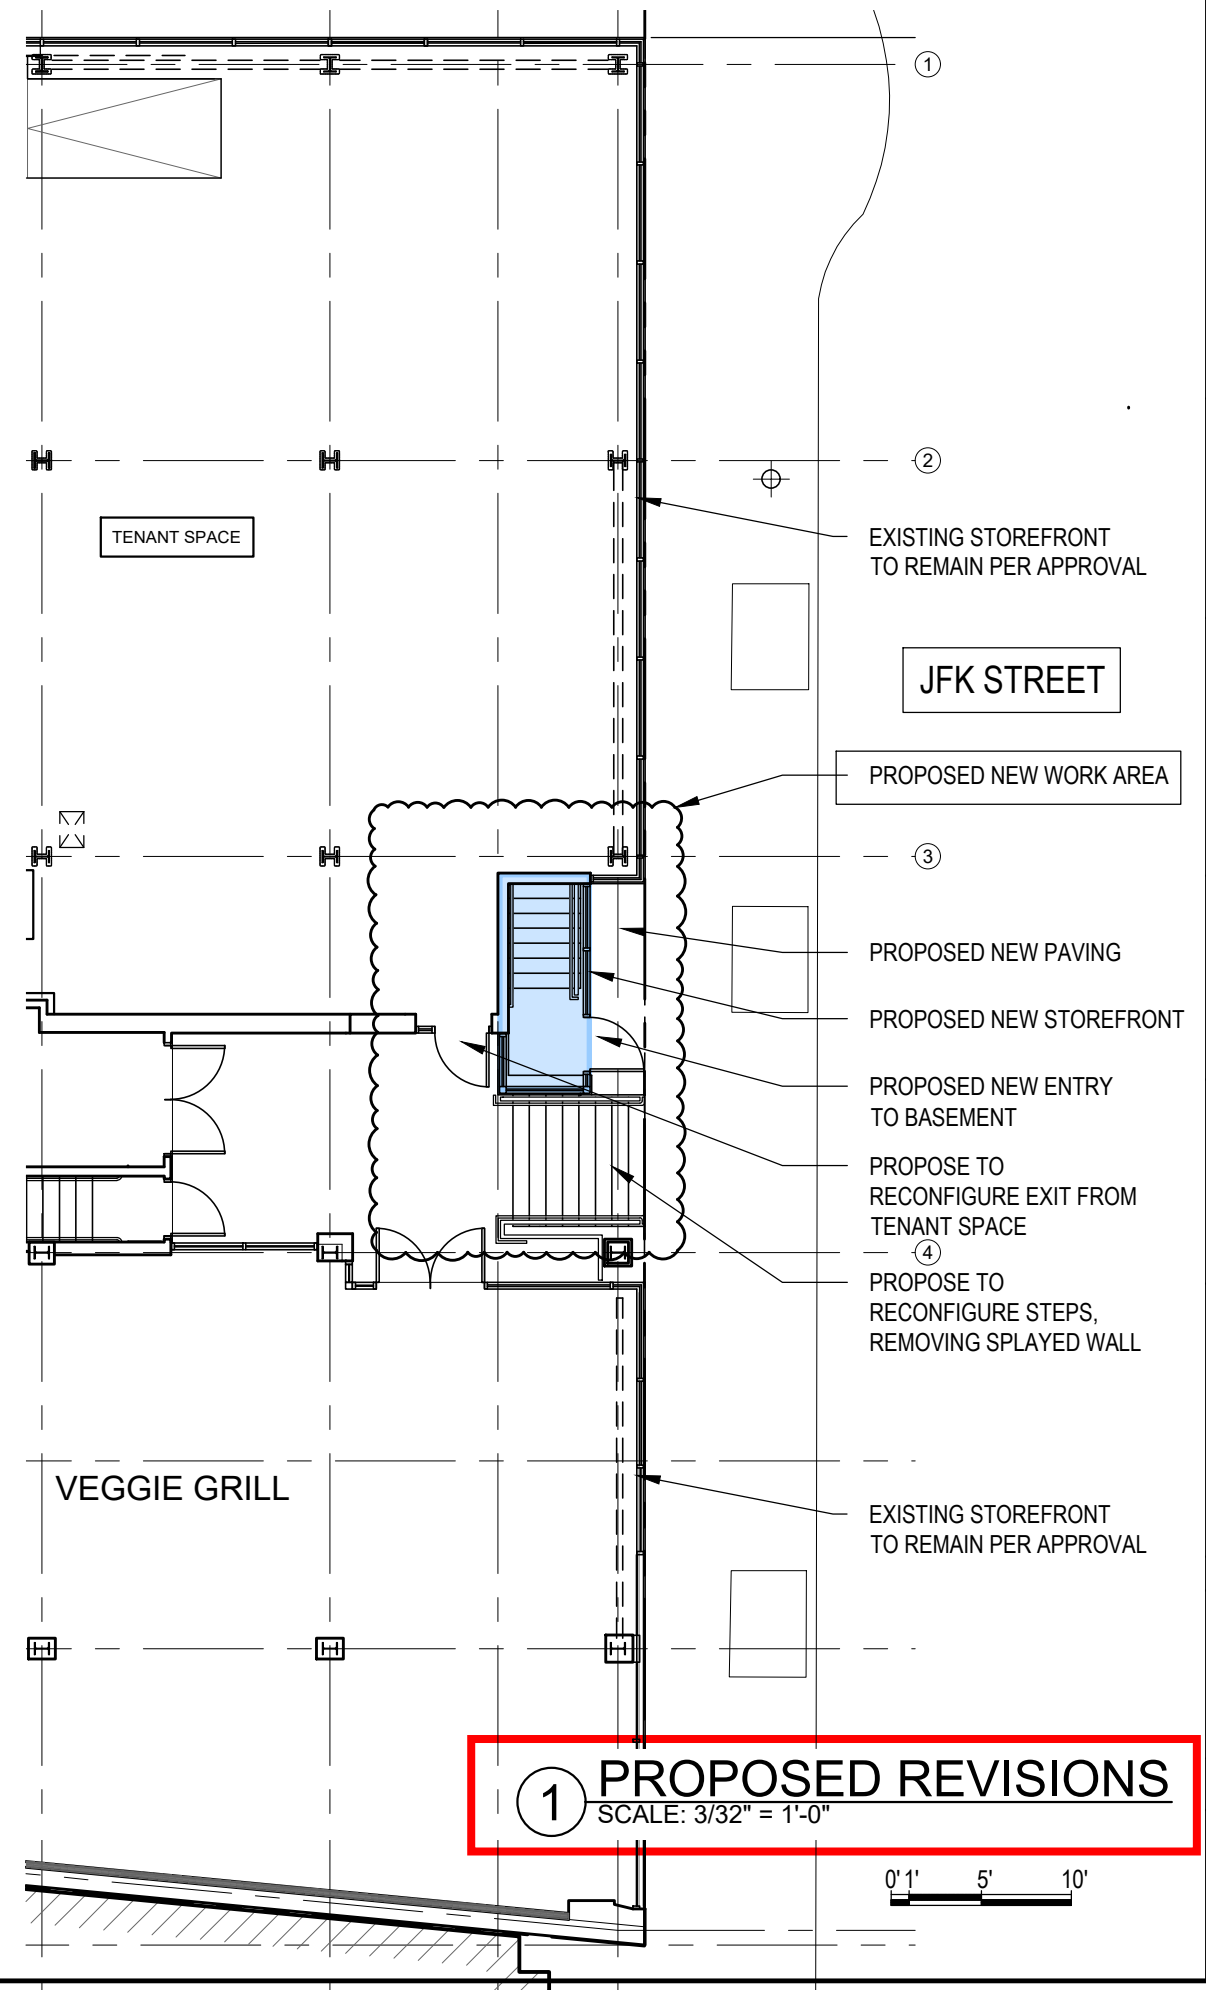 1
2
TENANT SPACE
EXISTING STOREFRONT
TO REMAIN PER APPROVAL
JFK STREET
PROPOSED NEW WORK AREA
3
PROPOSED NEW PAVING
PROPOSED NEW STOREFRONT
PROPOSED NEW ENTRY
TO BASEMENT
PROPOSE TO
RECONFIGURE EXIT FROM
TENANT SPACE
4
PROPOSE TO
RECONFIGURE STEPS,
REMOVING SPLAYED WALL
VEGGIE GRILL
EXISTING STOREFRONT
TO REMAIN PER APPROVAL
1 PROPOSED REVISIONS
SCALE: 3/32" = 1'-0"
0' 1' 5' 10'